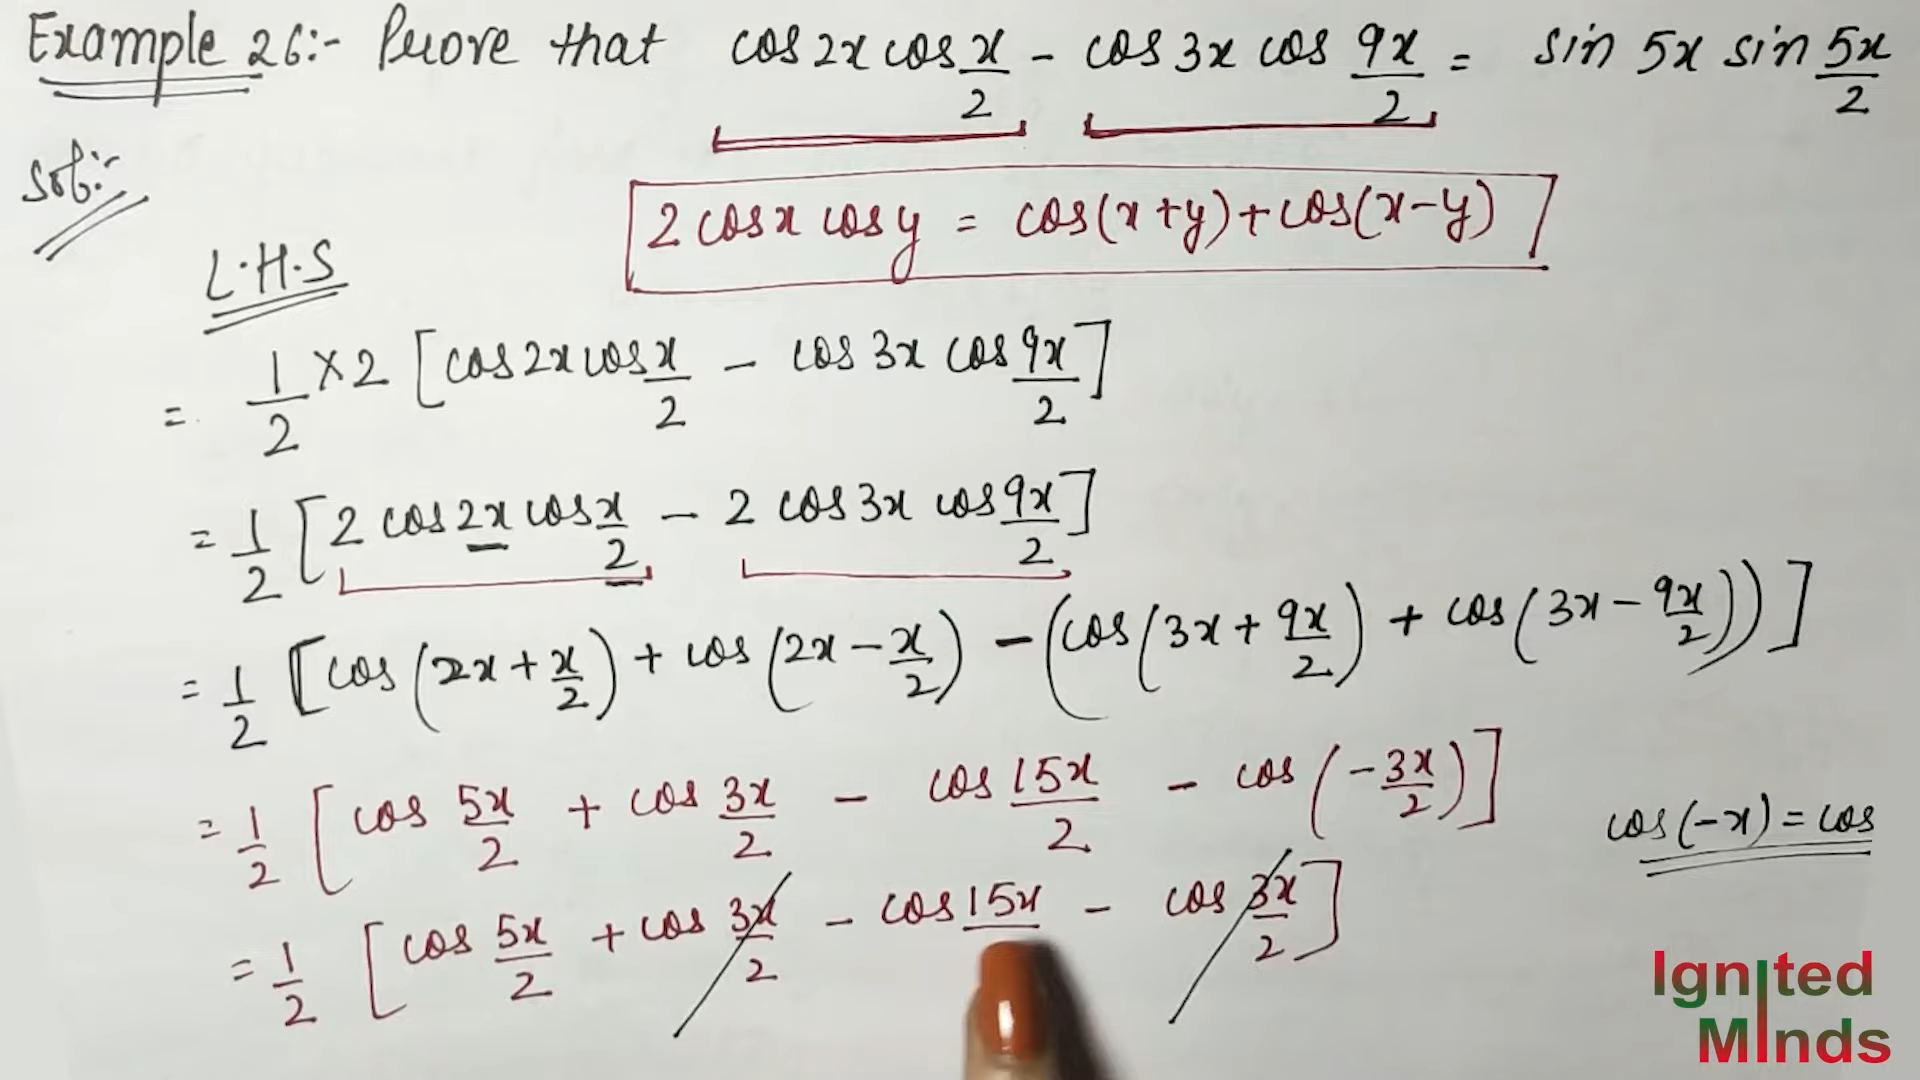 Example 26:- Prove that cos 2x cos x/2 - cos 3x cos 9x/2 = sin 5x sin 5x/2
Sol:-
2 cos x cos y = cos(x+y)+cos(x-y)
L.H.S
= 1/2 × 2 [cos 2x cos x/2 - cos 3x cos 9x/2]
= 1/2 [2 cos 2x cos x/2 - 2 cos 3x cos 9x/2]
= 1/2 [cos (2x + x/2) + cos (2x - x/2) - (cos (3x + 9x/2) + cos (3x - 9x/2))]
= 1/2 [cos 5x/2 + cos 3x/2 - cos 15x/2 - cos (-3x/2)]
cos(-x) = cos
= 1/2 [cos 5x/2 + cos 3x/2 - cos 15x - cos 3x/2]
Ignited
Minds